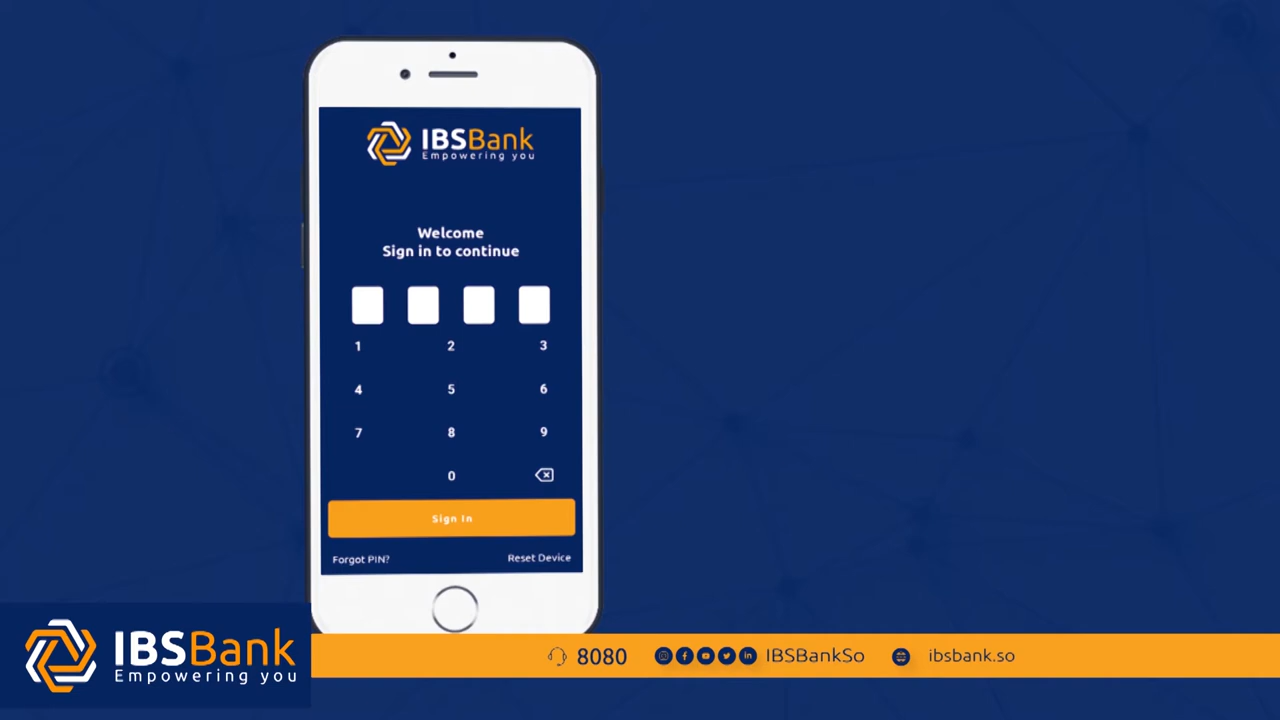 IBSBank
Empowering you
Welcome
Sign in to continue
1 2 3
4 5 6
7 8 9
0
Sign In
Forgot PIN? Reset Device
IBSBank
Empowering you
8080 IBSBankSo ibsbank.so